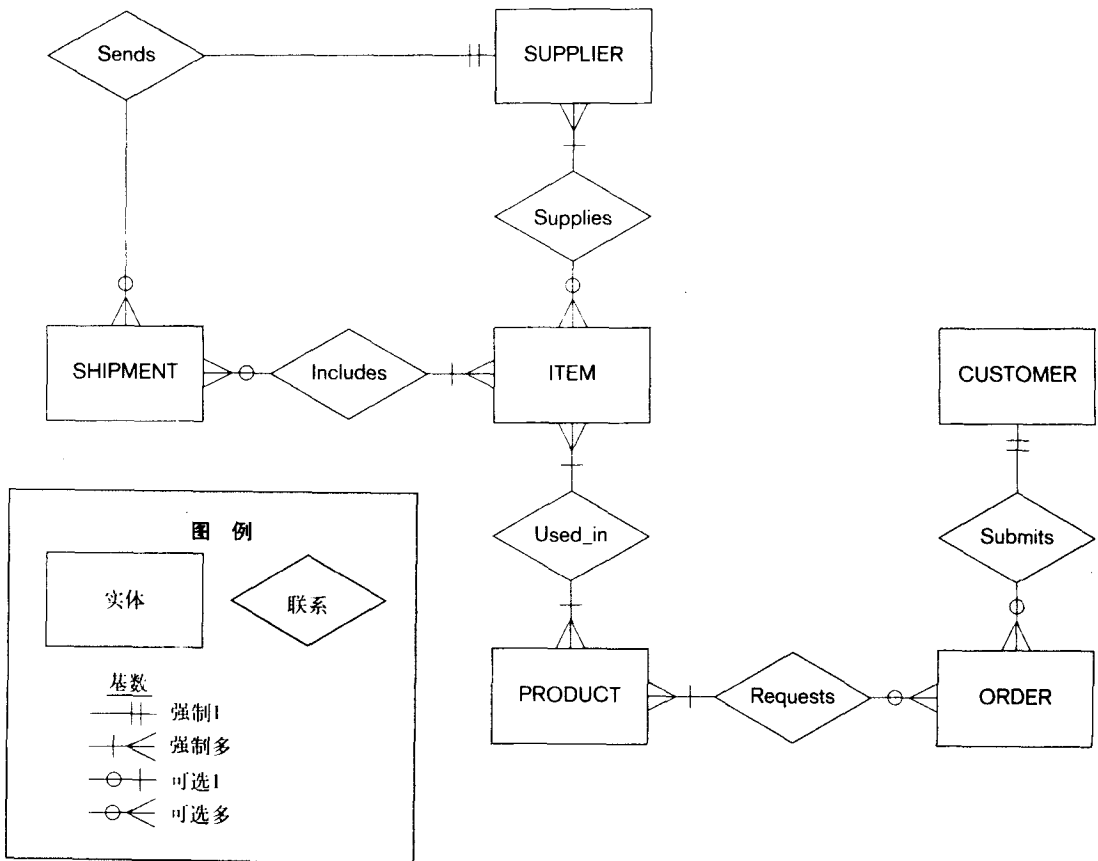 Sends
SUPPLIER
Supplies
SHIPMENT
Includes
ITEM
CUSTOMER
Used_in
Submits
PRODUCT
Requests
ORDER
图 例
实体
联系
基数
强制1
强制多
可选1
可选多